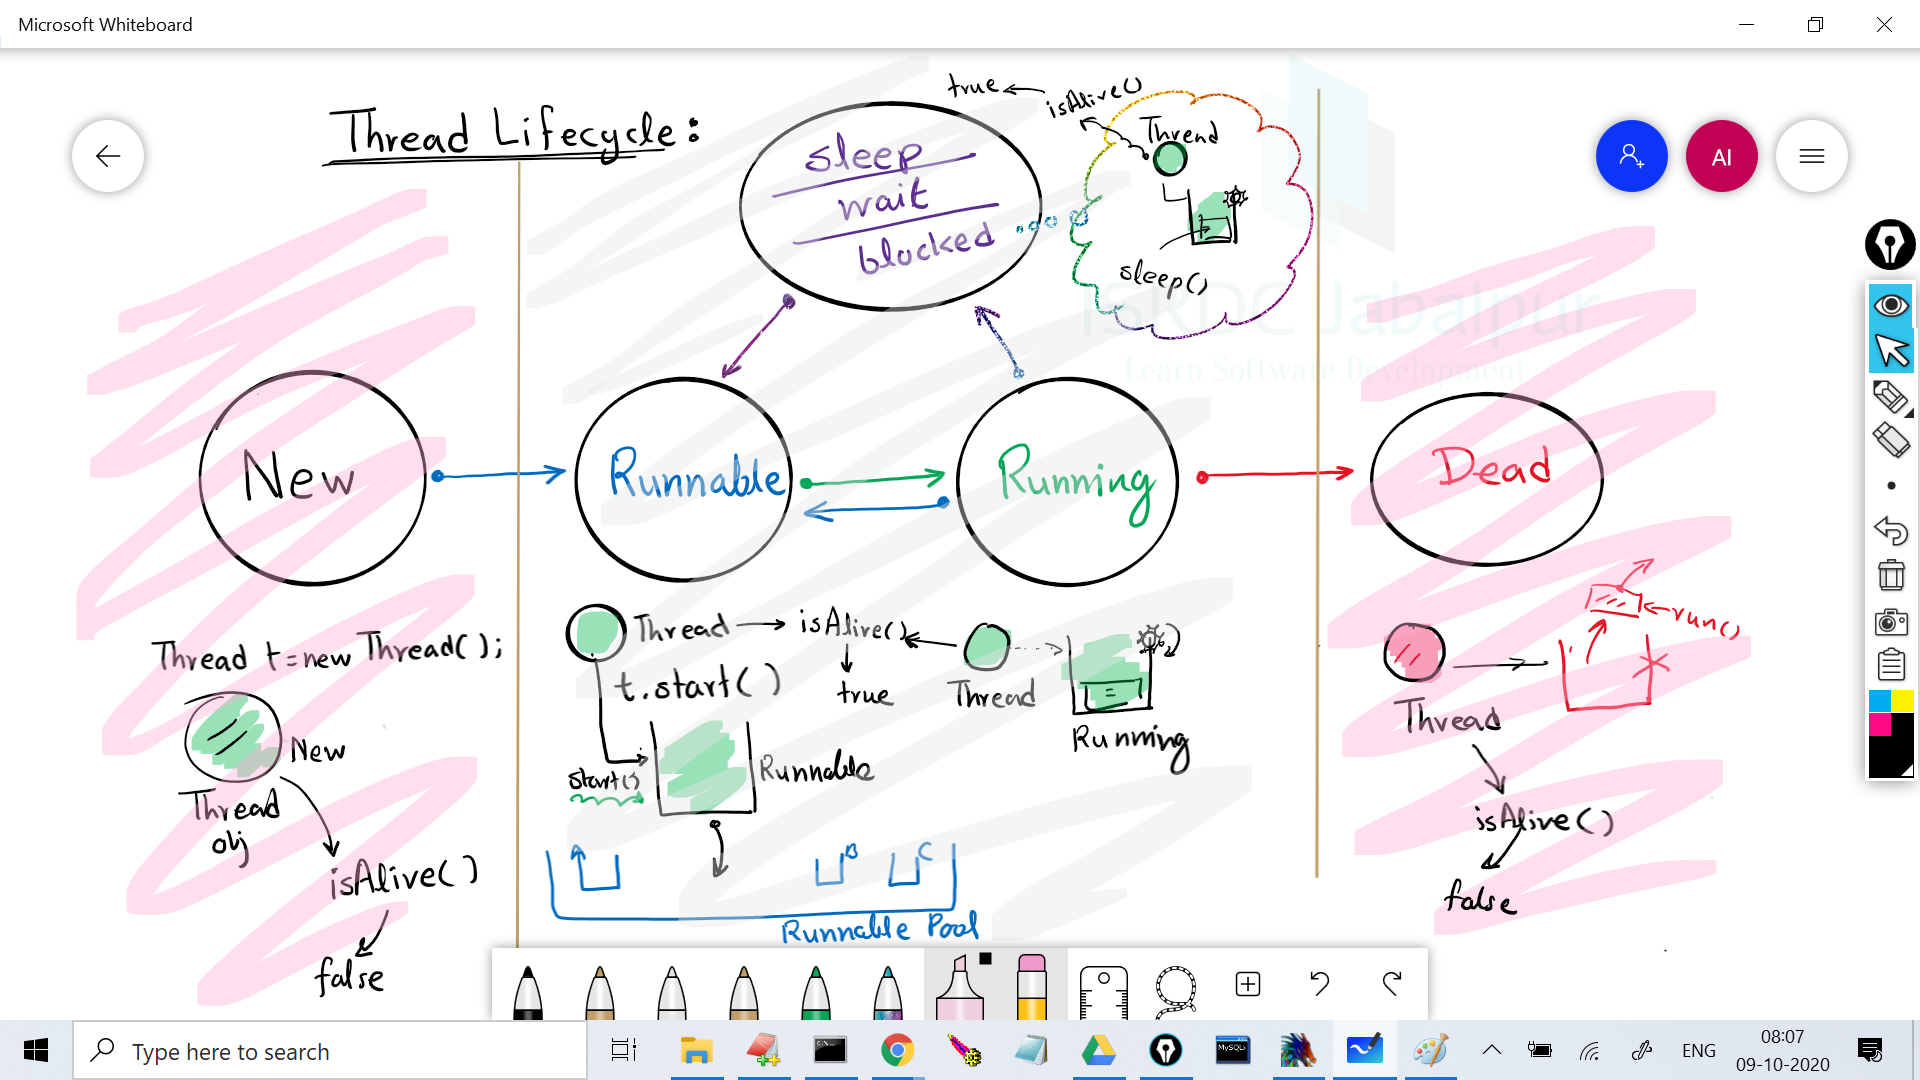 Microsoft Whiteboard
Thread Lifecycle:
sleep
wait
blocked
true
isAlive()
Thread
sleep()
AI
ISRDC Jabalpur
Learn Software Development
New
Runnable
Running
Dead
Thread t=new Thread();
New
Thread
obj
isAlive()
false
Thread
isAlive()
true
t.start()
start()
Runnable
Thread
Running
B
C
Runnable Pool
run()
Thread
isAlive()
false
Type here to search
MySQL
ENG
08:07
09-10-2020